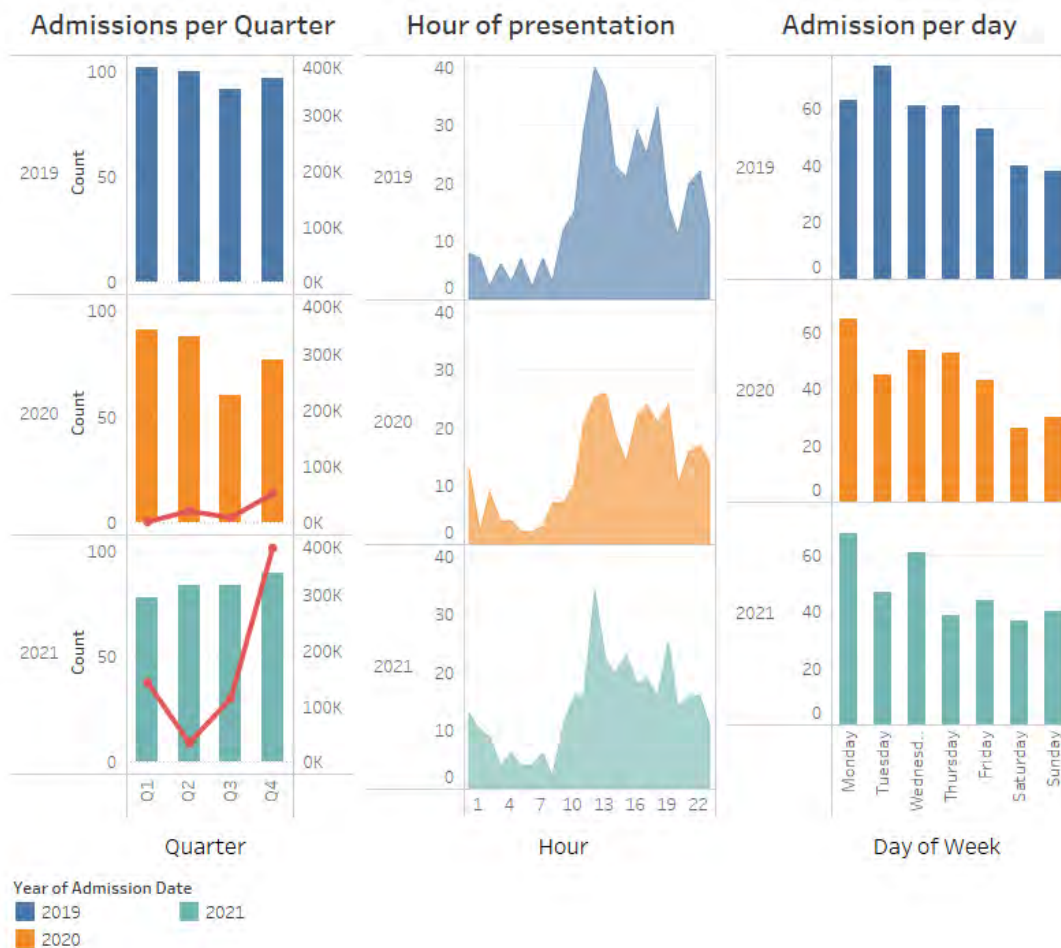 Admissions per Quarter
Hour of presentation
Admission per day
2019
Count
100
50
0
400K
300K
200K
100K
0K
2019
40
30
20
10
0
2019
60
40
20
0
2020
Count
100
50
0
400K
300K
200K
100K
0K
2020
40
30
20
10
0
2020
60
40
20
0
2021
Count
100
50
0
400K
300K
200K
100K
0K
2021
40
30
20
10
0
2021
60
40
20
0
Q1 Q2 Q3 Q4
1 4 7 10 13 16 19 22
Monday
Tuesday
Wednesd..
Thursday
Friday
Saturday
Sunday
Quarter
Hour
Day of Week
Year of Admission Date
2019
2021
2020